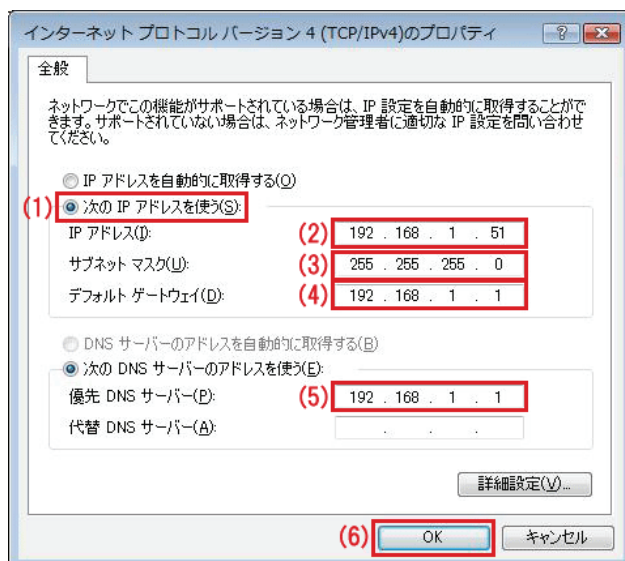 インターネット プロトコル バージョン 4 (TCP/IPv4)のプロパティ
全般
ネットワークでこの機能がサポートされている場合は、IP 設定を自動的に取得することがで
きます。サポートされていない場合は、ネットワーク管理者に適切な IP 設定を問い合わせ
てください。
IP アドレスを自動的に取得する(O)
(1) 次の IP アドレスを使う(S):
IP アドレス(I): (2) 192 . 168 . 1 . 51
サブネット マスク(U): (3) 255 . 255 . 255 . 0
デフォルト ゲートウェイ(D): (4) 192 . 168 . 1 . 1
DNS サーバーのアドレスを自動的に取得する(B)
次の DNS サーバーのアドレスを使う(E):
優先 DNS サーバー(P): (5) 192 . 168 . 1 . 1
代替 DNS サーバー(A): . . .
詳細設定(V)...
(6) OK キャンセル